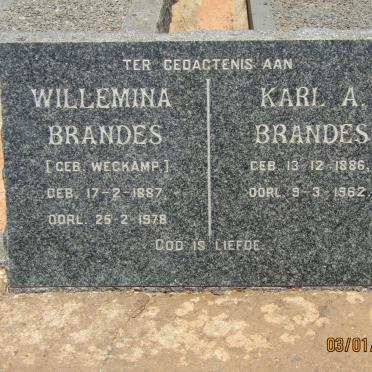 TER GEDACTENIS AAN
WILLEMINA
BRANDES
[GEB. WECKAMP.]
GEB. 17-2-1887.
OORL. 25-2-1978
KARL A.
BRANDES
GEB. 13-12-1886.
OORL. 9-3-1962.
GOD IS LIEFDE.
03/01/